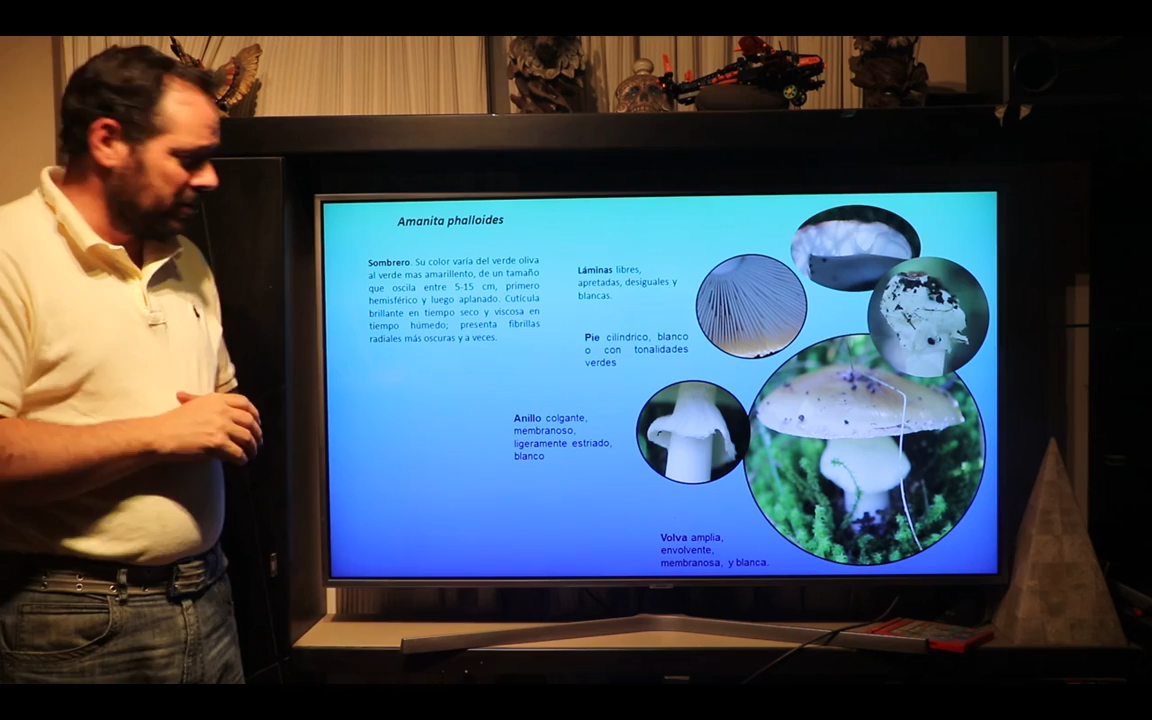 Amanita phalloides
Sombrero. Su color varía del verde oliva
al verde mas amarillento, de un tamaño
que oscila entre 5-15 cm, primero
hemisférico y luego aplanado. Cutícula
brillante en tiempo seco y viscosa en
tiempo húmedo; presenta fibrillas
radiales más oscuras y a veces.
Láminas libres,
apretadas, desiguales y
blancas.
Pie cilíndrico, blanco
o con tonalidades
verdes
Anillo colgante,
membranoso,
ligeramente estriado,
blanco
Volva amplia,
envolvente,
membranosa, y blanca.